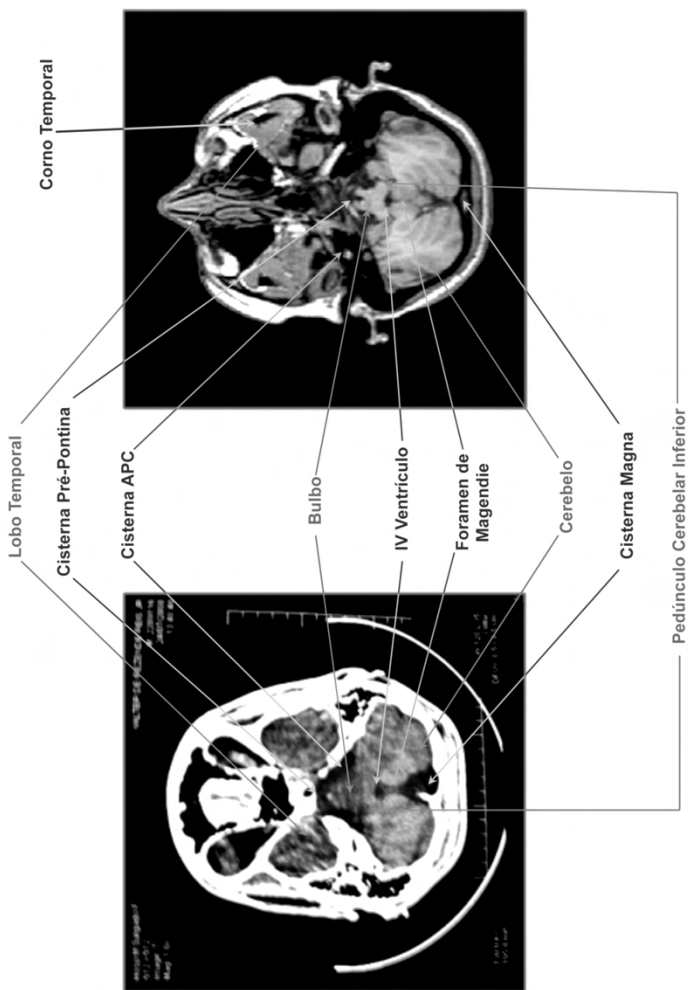 Corno Temporal
Lobo Temporal
Cisterna Pré-Pontina
Cisterna APC
Bulbo
IV Ventrículo
Foramen de
Magendie
Cerebelo
Cisterna Magna
Pedúnculo Cerebelar Inferior